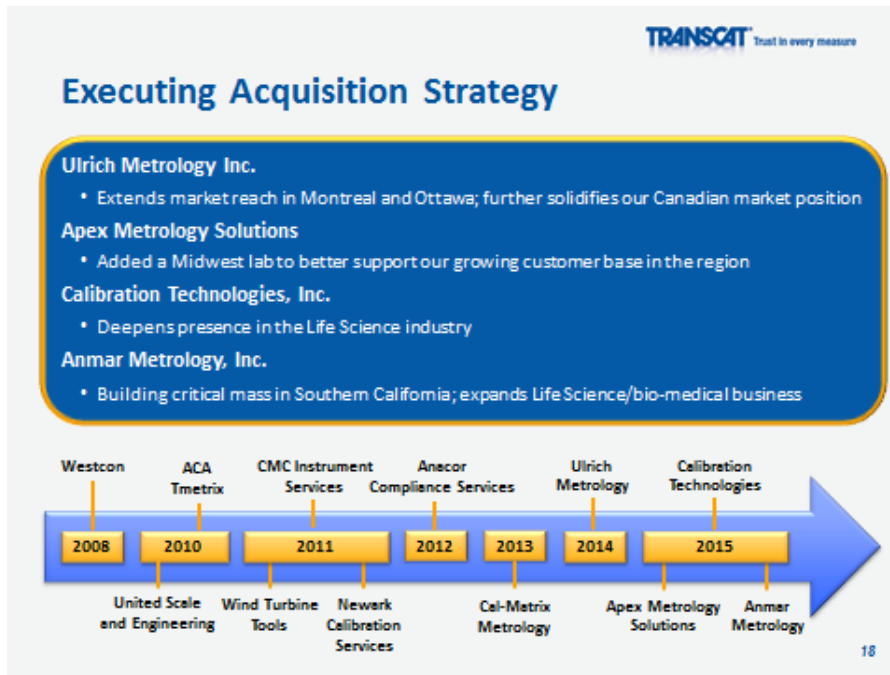 TRANSCAT Trust in every measure
Executing Acquisition Strategy
Ulrich Metrology Inc.
• Extends market reach in Montreal and Ottawa; further solidifies our Canadian market position
Apex Metrology Solutions
• Added a Midwest lab to better support our growing customer base in the region
Calibration Technologies, Inc.
• Deepens presence in the Life Science industry
Anmar Metrology, Inc.
• Building critical mass in Southern California; expands Life Science/bio-medical business
Westcon
ACA
Tmetrix
CMC Instrument
Services
Anacor
Compliance Services
Ulrich
Metrology
Calibration
Technologies
2008 2010 2011 2012 2013 2014 2015
United Scale
and Engineering
Wind Turbine
Tools
Newark
Calibration
Services
Cal-Matrix
Metrology
Apex Metrology
Solutions
Anmar
Metrology
18